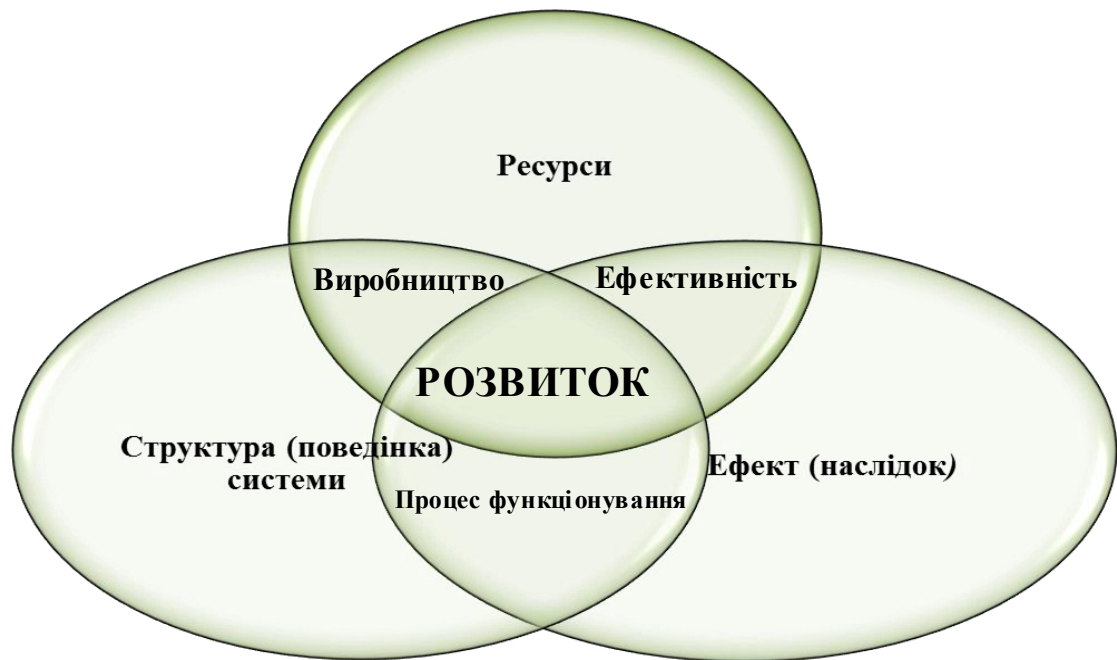 Ресурси
Виробництво
Ефективність
РОЗВИТОК
Структура (поведінка)
системи
Ефект (наслідок)
Процес функціонування